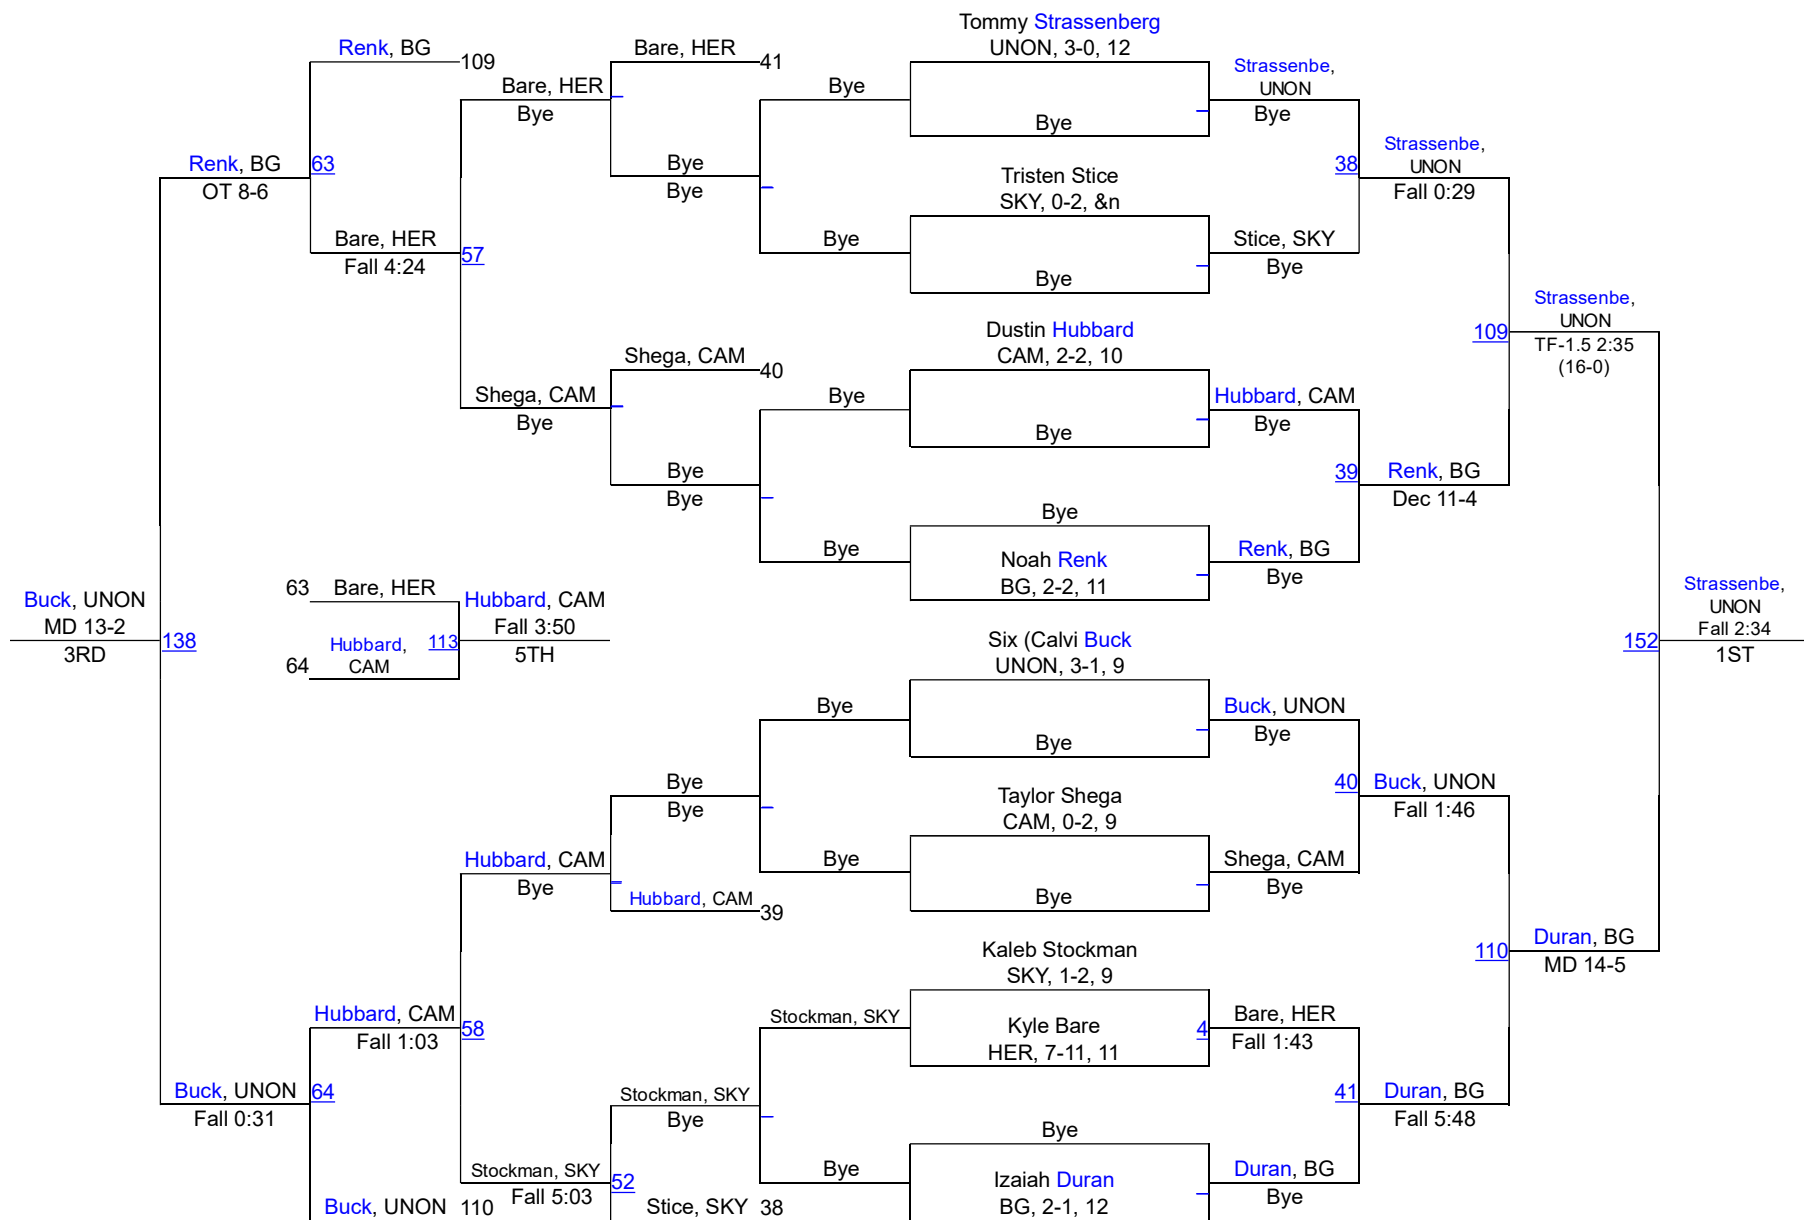 Tommy Strassenberg
UNON, 3-0, 12
Renk, BG
109
Bare, HER
41
Strassenbe,
UNON
Bye
Bare, HER
Bye
Bye
Bye
Strassenbe,
UNON
Fall 0:29
38
Renk, BG
OT 8-6
63
Bye
Bye
Tristen Stice
SKY, 0-2, &n
Bare, HER
Fall 4:24
57
Bye
Bye
Stice, SKY
Bye
Strassenbe,
UNON
TF-1.5 2:35
(16-0)
109
Dustin Hubbard
CAM, 2-2, 10
Shega, CAM
40
Shega, CAM
Bye
Bye
Bye
Hubbard, CAM
Bye
Bye
Bye
39
Renk, BG
Dec 11-4
Bye
Bye
Noah Renk
BG, 2-2, 11
Renk, BG
Bye
Buck, UNON
MD 13-2
3RD
138
63
Bare, HER
Hubbard,
CAM
64
113
Hubbard, CAM
Fall 3:50
5TH
Strassenbe,
UNON
Fall 2:34
1ST
152
Six (Calvi Buck
UNON, 3-1, 9
Bye
Bye
Buck, UNON
Bye
Bye
Bye
40
Buck, UNON
Fall 1:46
Taylor Shega
CAM, 0-2, 9
Hubbard, CAM
Bye
Hubbard, CAM
39
Bye
Bye
Shega, CAM
Bye
110
Duran, BG
MD 14-5
Kaleb Stockman
SKY, 1-2, 9
Hubbard, CAM
Fall 1:03
58
Stockman, SKY
Kyle Bare
HER, 7-11, 11
4
Bare, HER
Fall 1:43
Buck, UNON
Fall 0:31
64
Stockman, SKY
Bye
41
Duran, BG
Fall 5:48
Bye
Stockman, SKY
Fall 5:03
52
Bye
Izaiah Duran
BG, 2-1, 12
Duran, BG
Bye
Buck, UNON
110
Stice, SKY
38